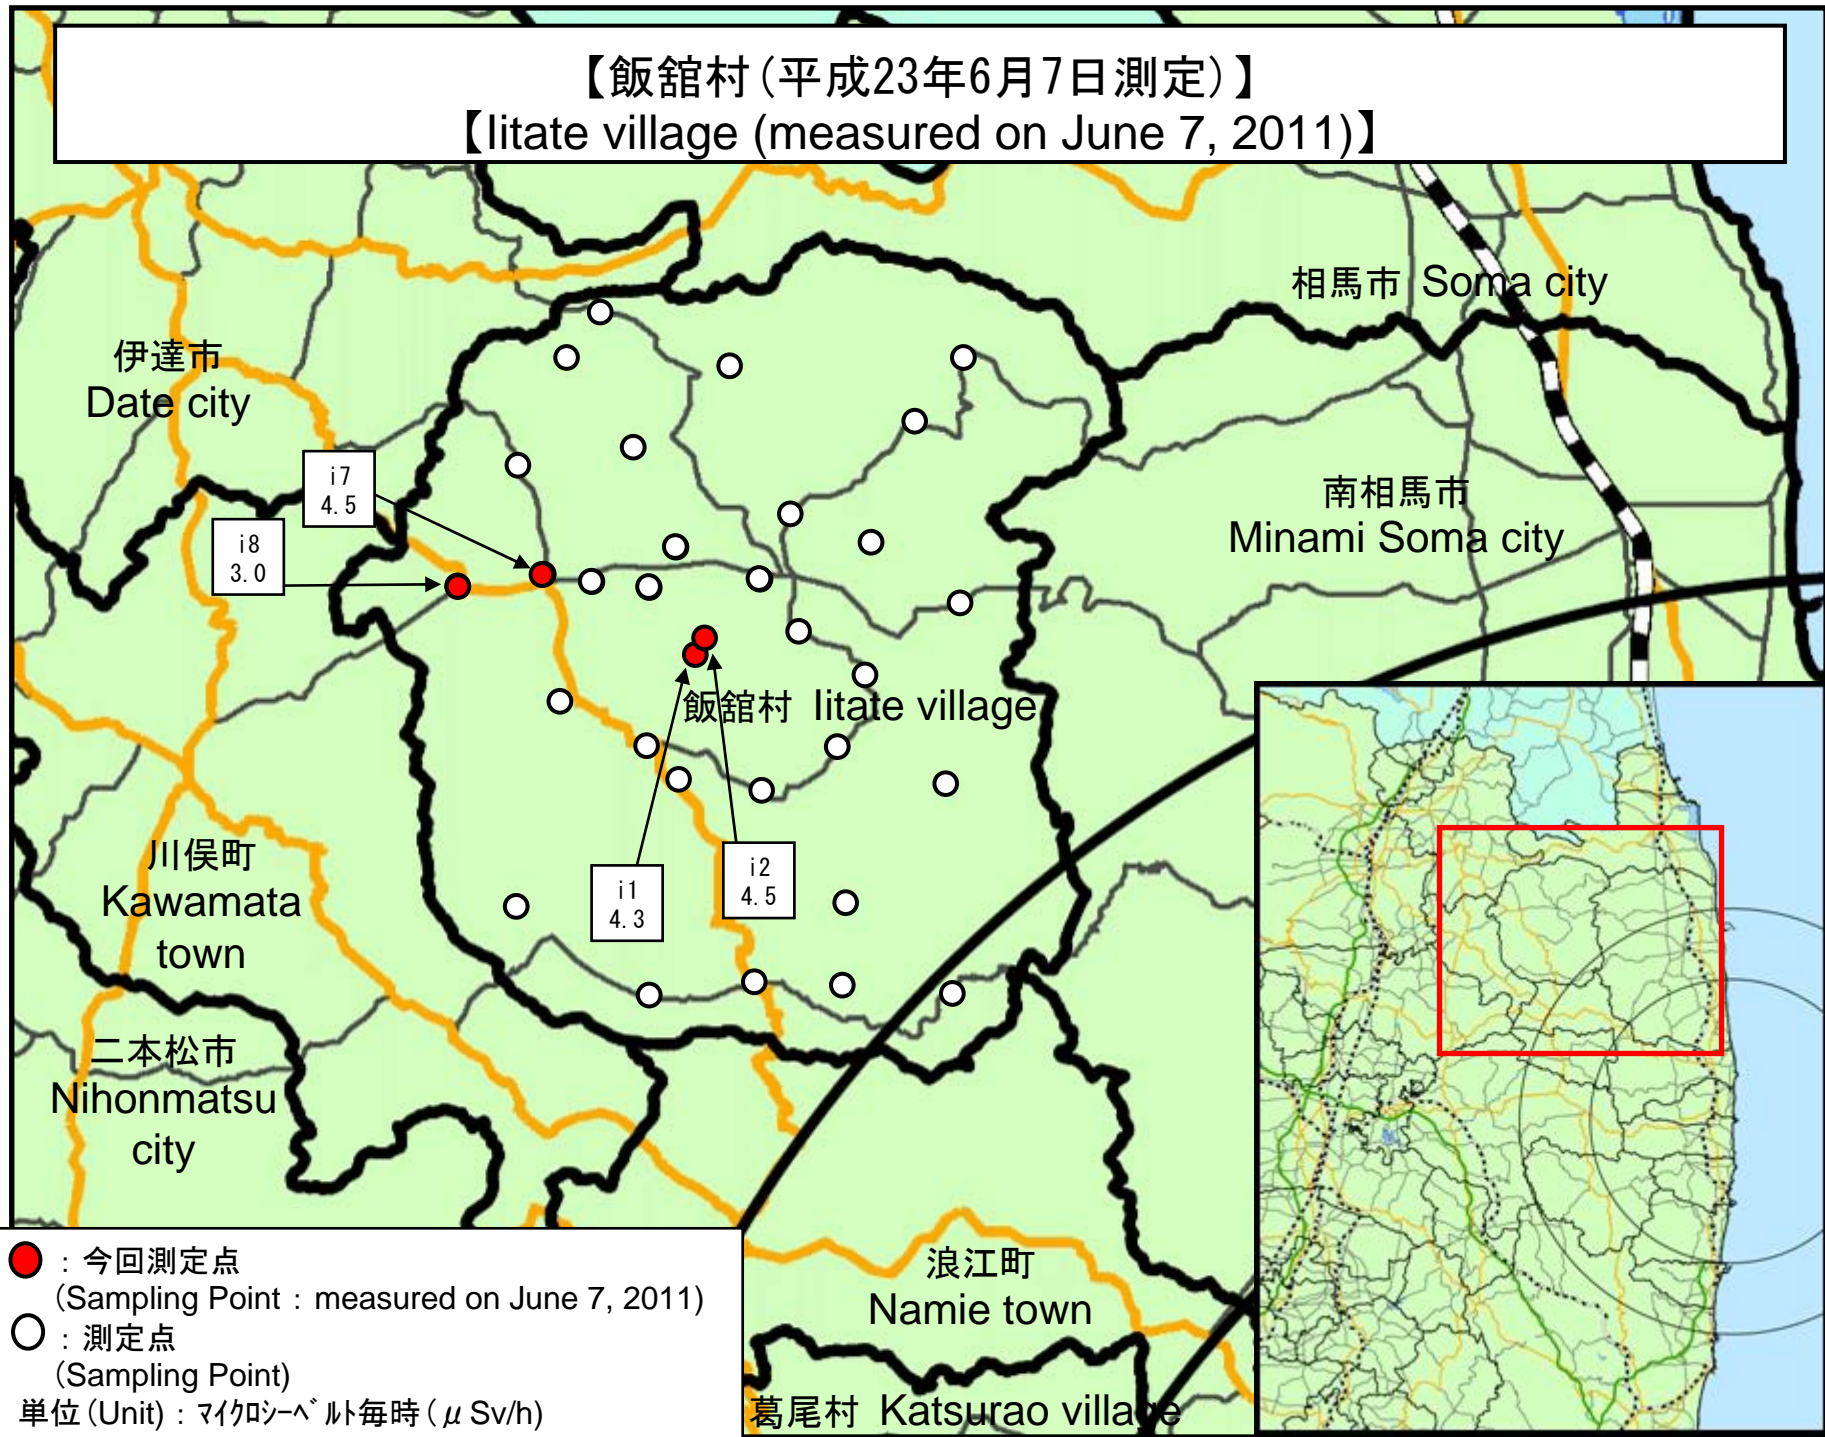 【飯舘村(平成23年6月7日測定)】
【Iitate village (measured on June 7, 2011)】
相馬市 Soma city
伊達市
Date city
i7
4.5
南相馬市
Minami Soma city
i8
3.0
飯舘村 Iitate village
川俣町
Kawamata
town
i1
4.3
i2
4.5
二本松市
Nihonmatsu
city
浪江町
Namie town
葛尾村 Katsurao village
：今回測定点
(Sampling Point：measured on June 7, 2011)
：測定点
(Sampling Point)
単位(Unit)：ﾏｲｸﾛｼｰﾍﾞﾙﾄ毎時(μSv/h)